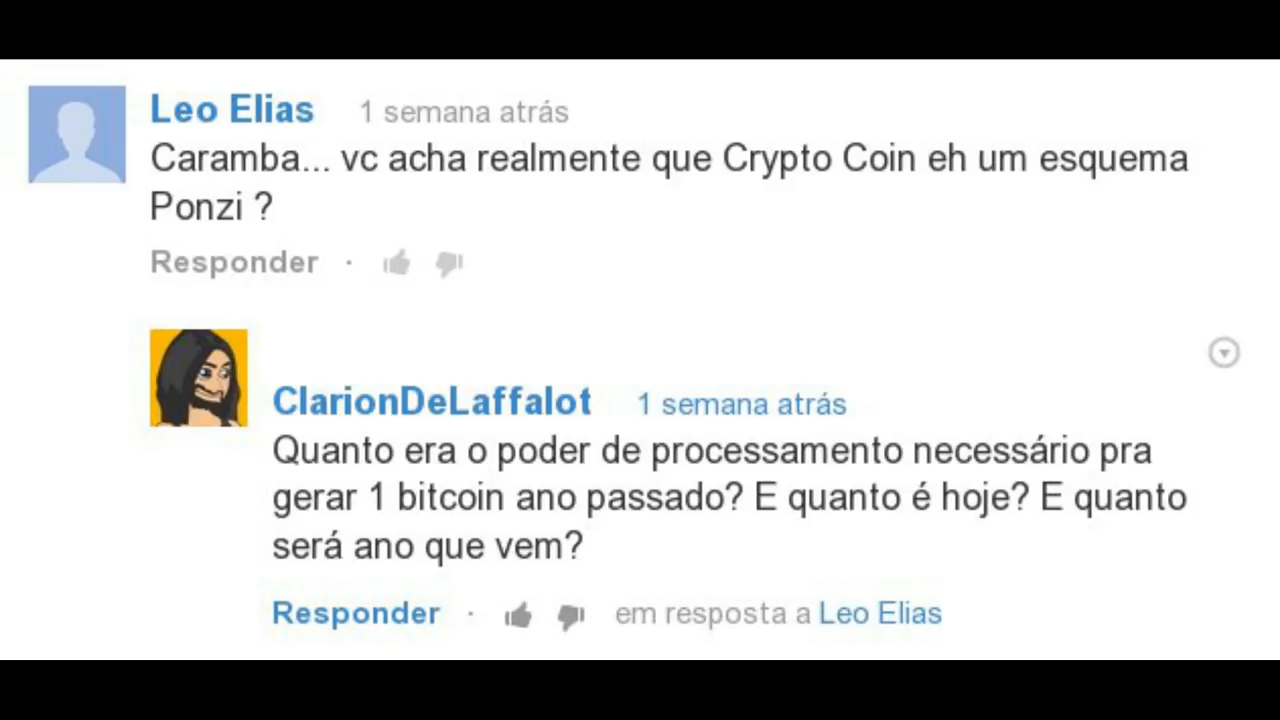 Leo Elias 1 semana atrás
Caramba... vc acha realmente que Crypto Coin eh um esquema
Ponzi ?
Responder ·
ClarionDeLaffalot 1 semana atrás
Quanto era o poder de processamento necessário pra
gerar 1 bitcoin ano passado? E quanto é hoje? E quanto
será ano que vem?
Responder · em resposta a Leo Elias